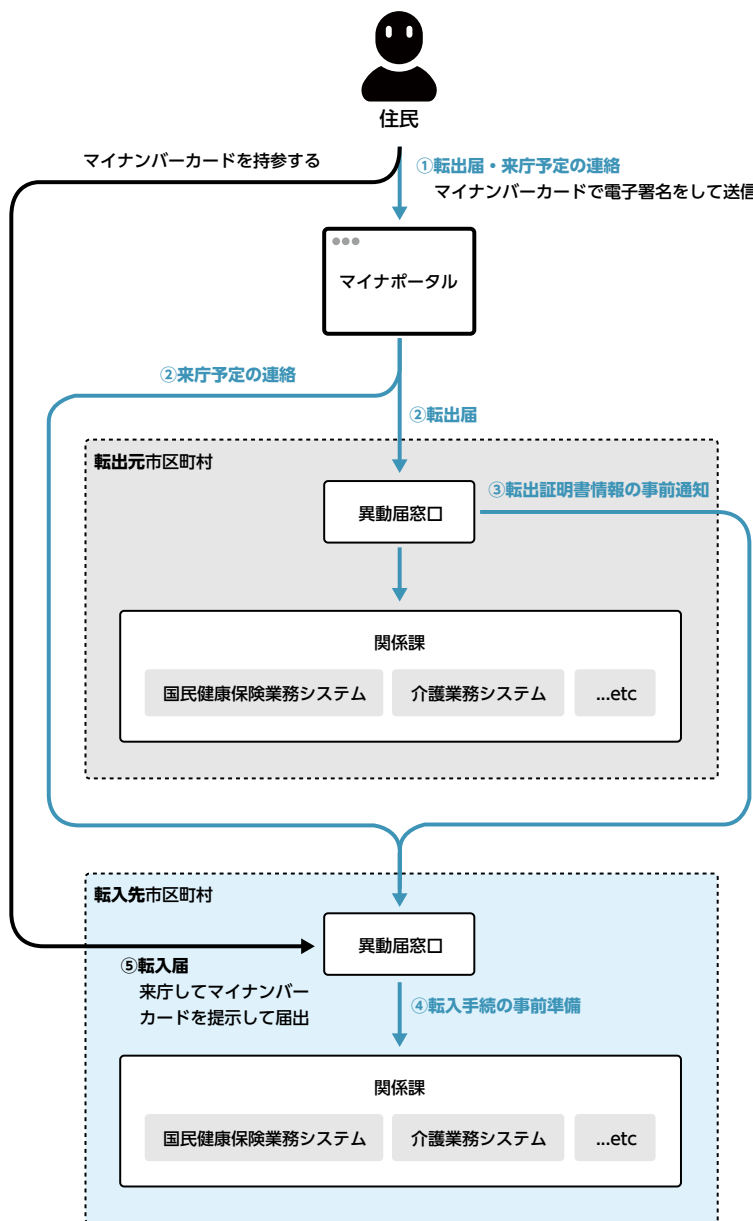 住民
マイナンバーカードを持参する
①転出届・来庁予定の連絡
マイナンバーカードで電子署名をして送信
マイナポータル
②来庁予定の連絡
②転出届
転出元市区町村
③転出証明書情報の事前通知
異動届窓口
関係課
国民健康保険業務システム
介護業務システム
...etc
転入先市区町村
異動届窓口
⑤転入届
来庁してマイナンバー
カードを提示して届出
④転入手続の事前準備
関係課
国民健康保険業務システム
介護業務システム
...etc